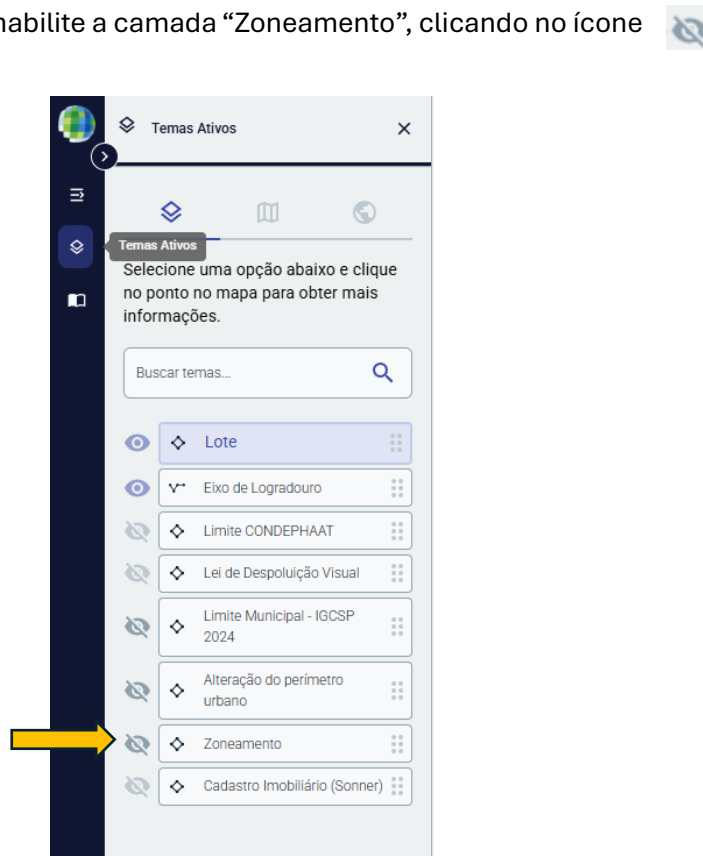 habilite a camada “Zoneamento”, clicando no ícone
Temas Ativos
Temas Ativos
Selecione uma opção abaixo e clique
no ponto no mapa para obter mais
informações.
Buscar temas...
Lote
Eixo de Logradouro
Limite CONDEPHAAT
Lei de Despoluição Visual
Limite Municipal - IGCSP
2024
Alteração do perímetro
urbano
Zoneamento
Cadastro Imobiliário (Sonner)